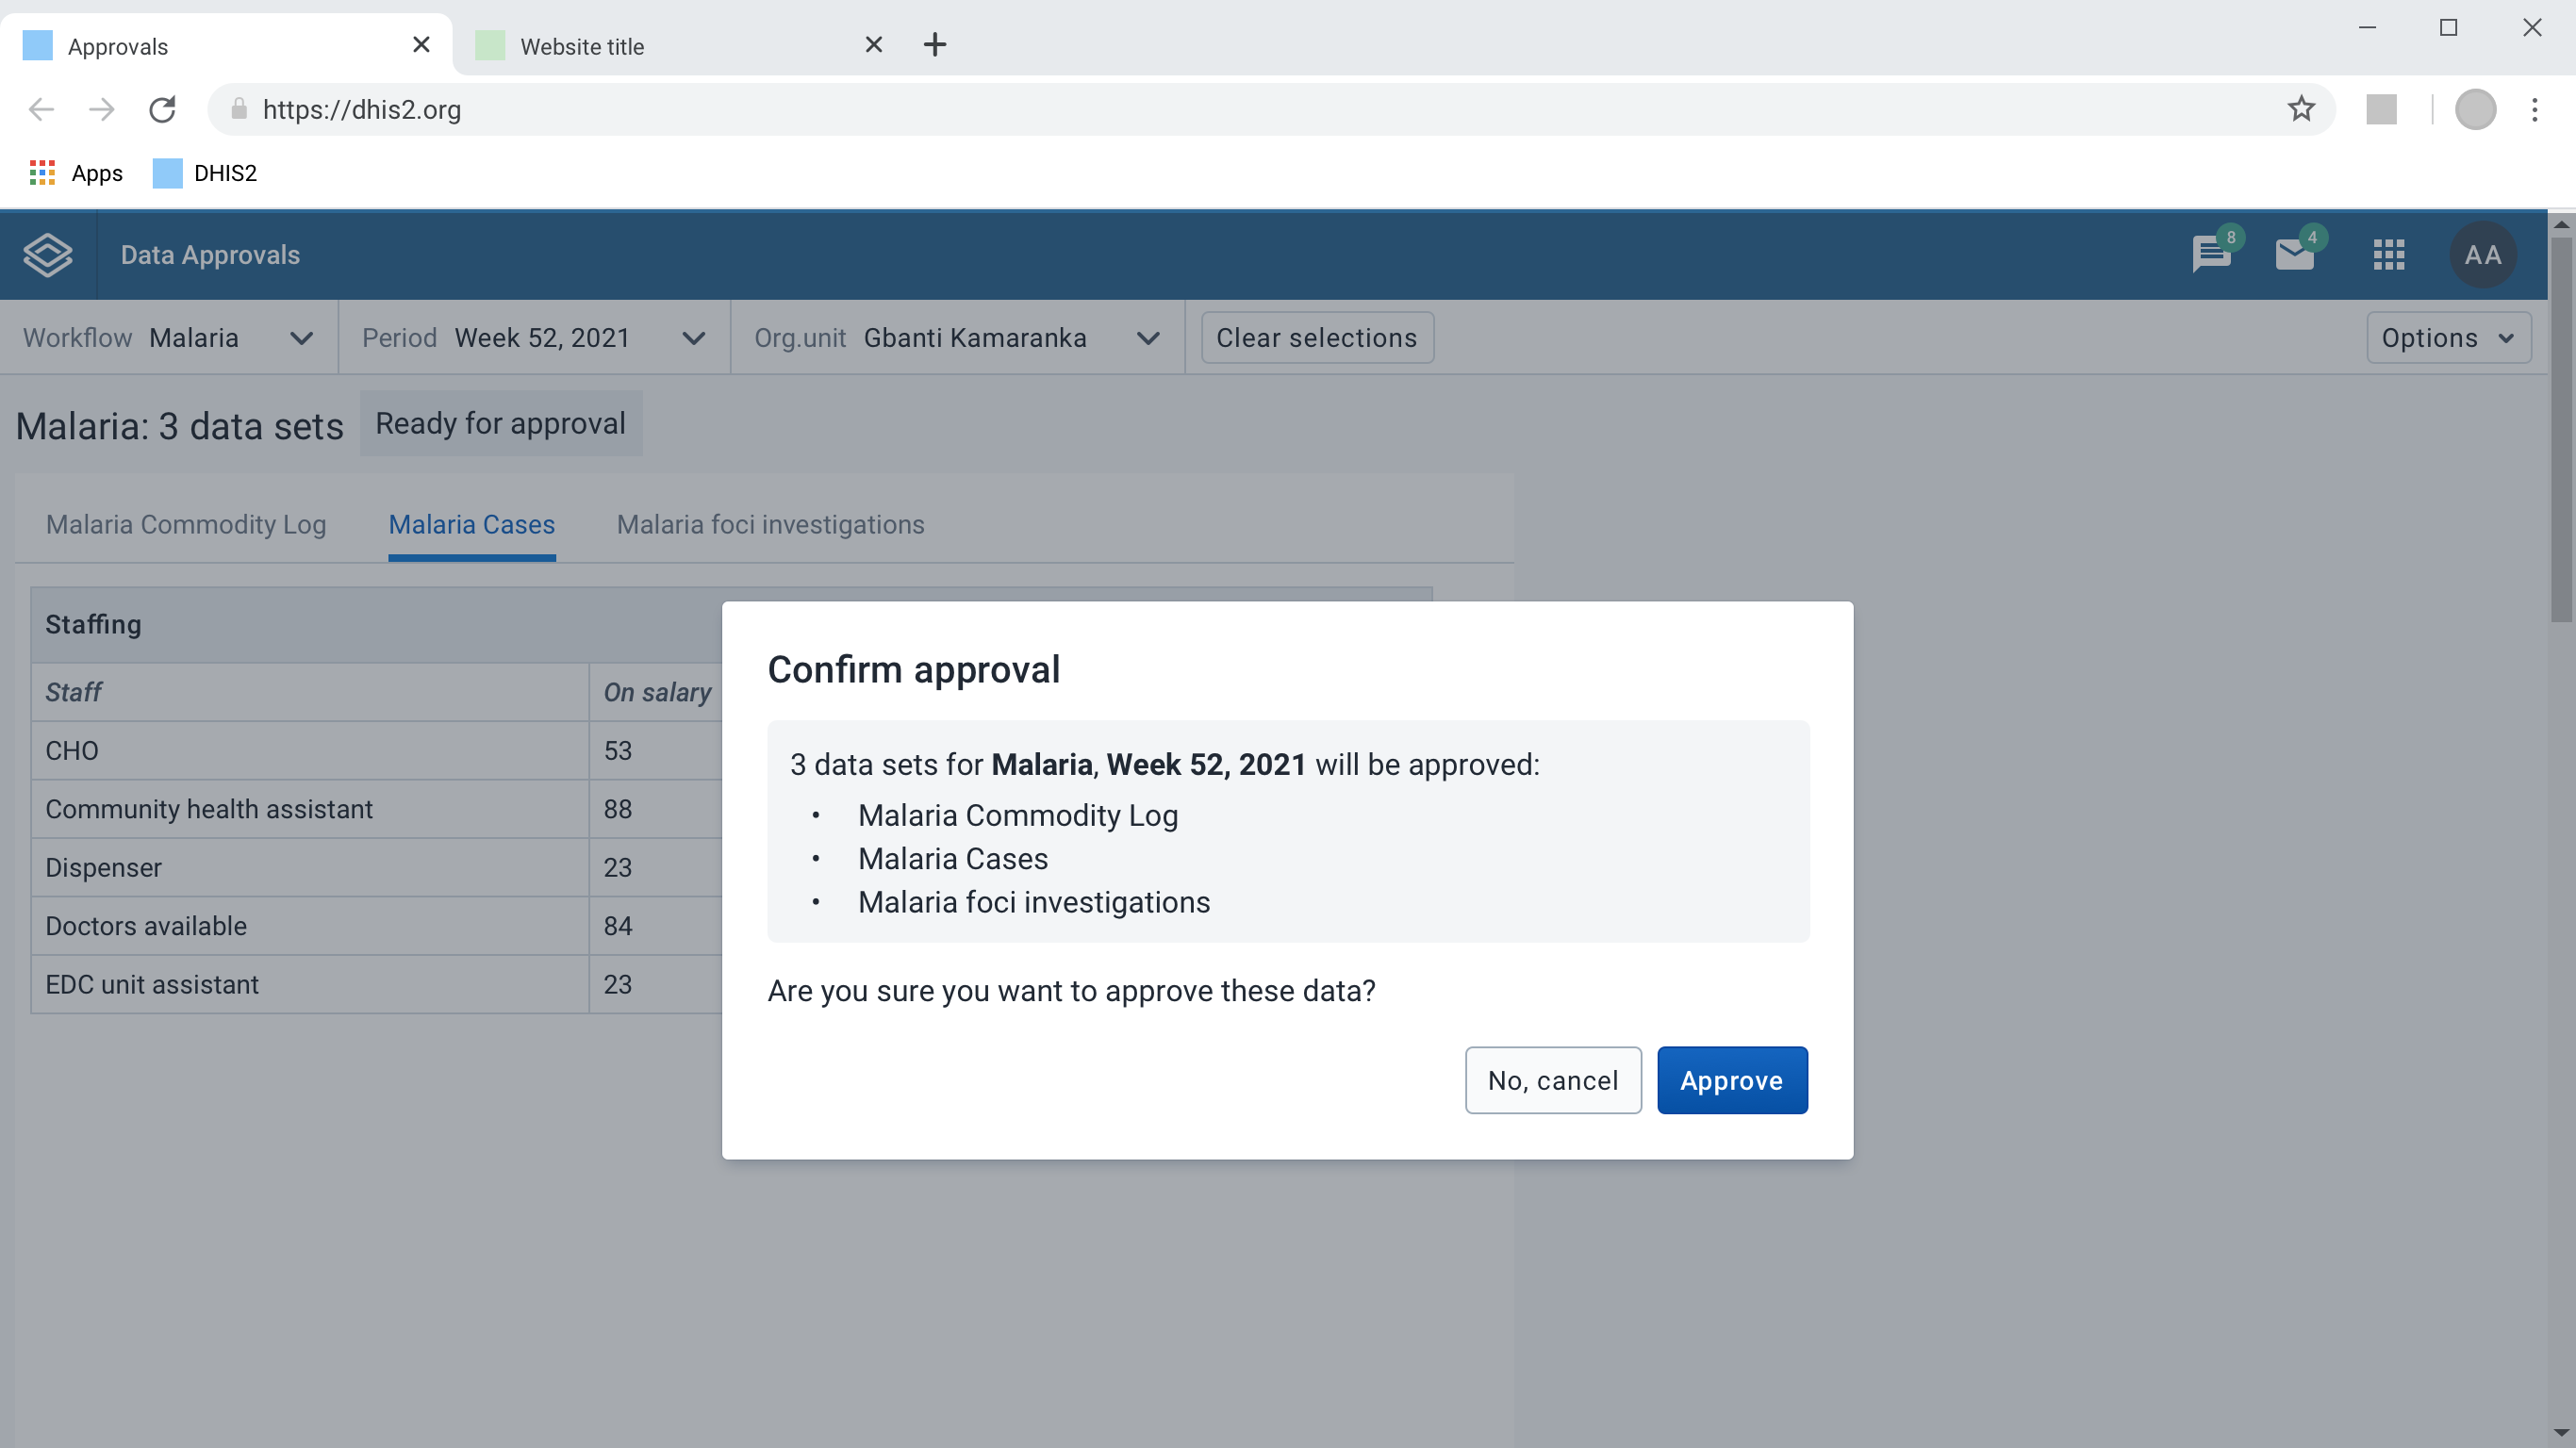 Approvals
Website title
https://dhis2.org
Apps
DHIS2
Data Approvals
8
4
AA
Workflow Malaria
Period Week 52, 2021
Org.unit Gbanti Kamaranka
Clear selections
Options
Malaria: 3 data sets
Ready for approval
Malaria Commodity Log
Malaria Cases
Malaria foci investigations
Staffing
Staff On salary
CHO 53
Community health assistant 88
Dispenser 23
Doctors available 84
EDC unit assistant 23
Confirm approval
3 data sets for Malaria, Week 52, 2021 will be approved:
• Malaria Commodity Log
• Malaria Cases
• Malaria foci investigations
Are you sure you want to approve these data?
No, cancel
Approve